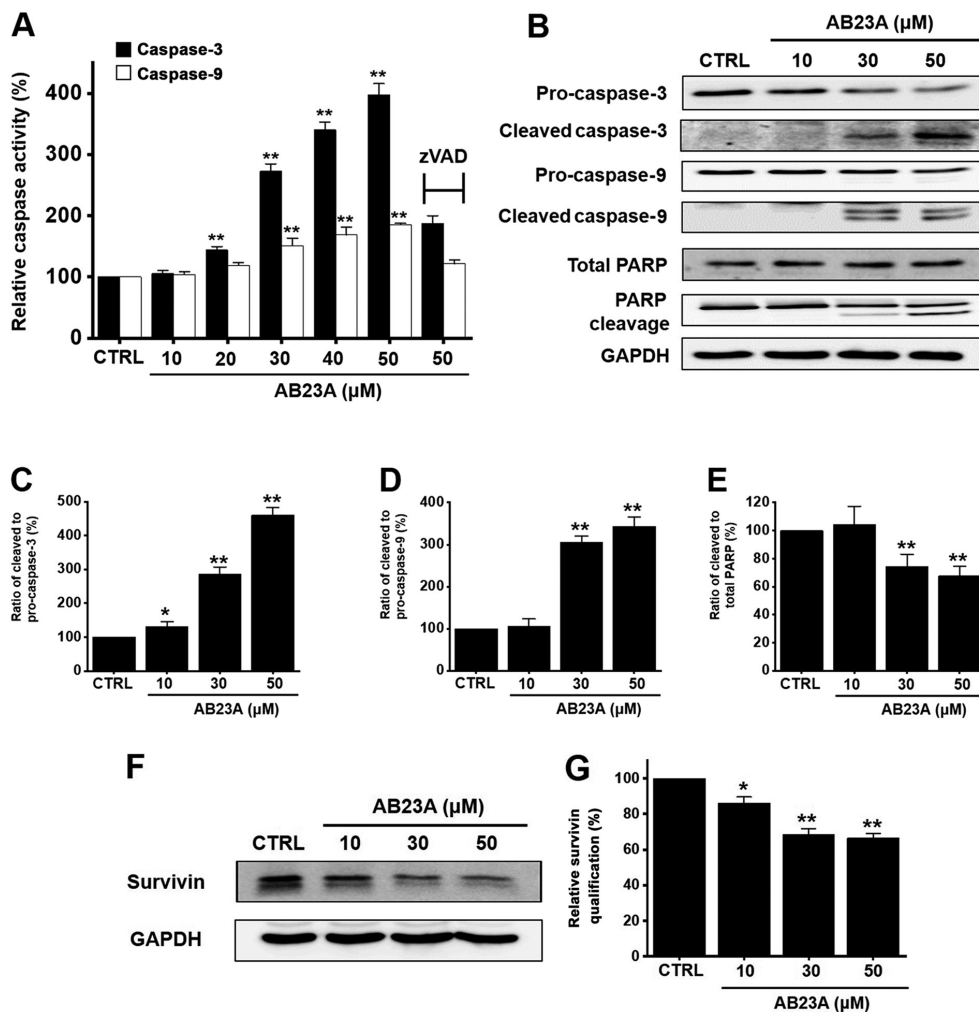 A
Caspase-3
Caspase-9
Relative caspase activity (%)
400
300
200
100
0
**
**
**
**
**
**
**
zVAD
CTRL 10 20 30 40 50 50
AB23A (µM)
B
AB23A (µM)
CTRL 10 30 50
Pro-caspase-3
Cleaved caspase-3
Pro-caspase-9
Cleaved caspase-9
Total PARP
PARP
cleavage
GAPDH
C
Ratio of cleaved to
pro-caspase-3 (%)
500
400
300
200
100
0
*
**
**
CTRL 10 30 50
AB23A (µM)
D
Ratio of cleaved to
pro-caspase-9 (%)
400
300
200
100
0
**
**
CTRL 10 30 50
AB23A (µM)
E
Ratio of cleaved to
total PARP (%)
120
100
80
60
40
20
0
**
**
CTRL 10 30 50
AB23A (µM)
F
AB23A (µM)
CTRL 10 30 50
Survivin
GAPDH
G
Relative survivin
qualification (%)
100
80
60
40
20
0
*
**
**
CTRL 10 30 50
AB23A (µM)